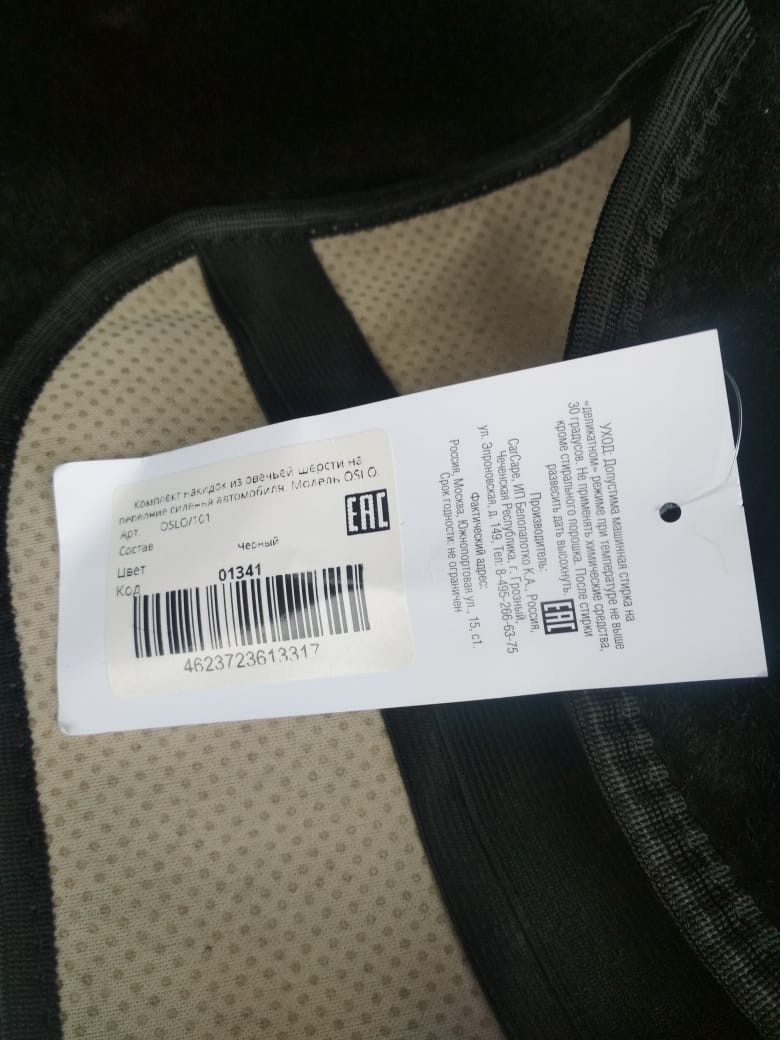 Комплект накидок из овечьей шерсти на
передние сиденья автомобиля. Модель OSLO.
Арт. OSLO/101
Состав
Цвет Черный
Код 01341
EAC
4623723613317
УХОД: Допустима машинная стирка на
«деликатном» режиме при температуре не выше
30 градусов. Не применять химические средства,
кроме стирального порошка. После стирки
развесить дать высохнуть.
EAC
Производитель:
CarCape, ИП Белолапотко К.А., Россия,
Чеченская Республика, г. Грозный,
ул. Элроновская, д. 149, Тел: 8-495-266-63-75
Фактический адрес:
Россия, Москва, Южнопортовая ул., 15, с1.
Срок годности: не ограничен